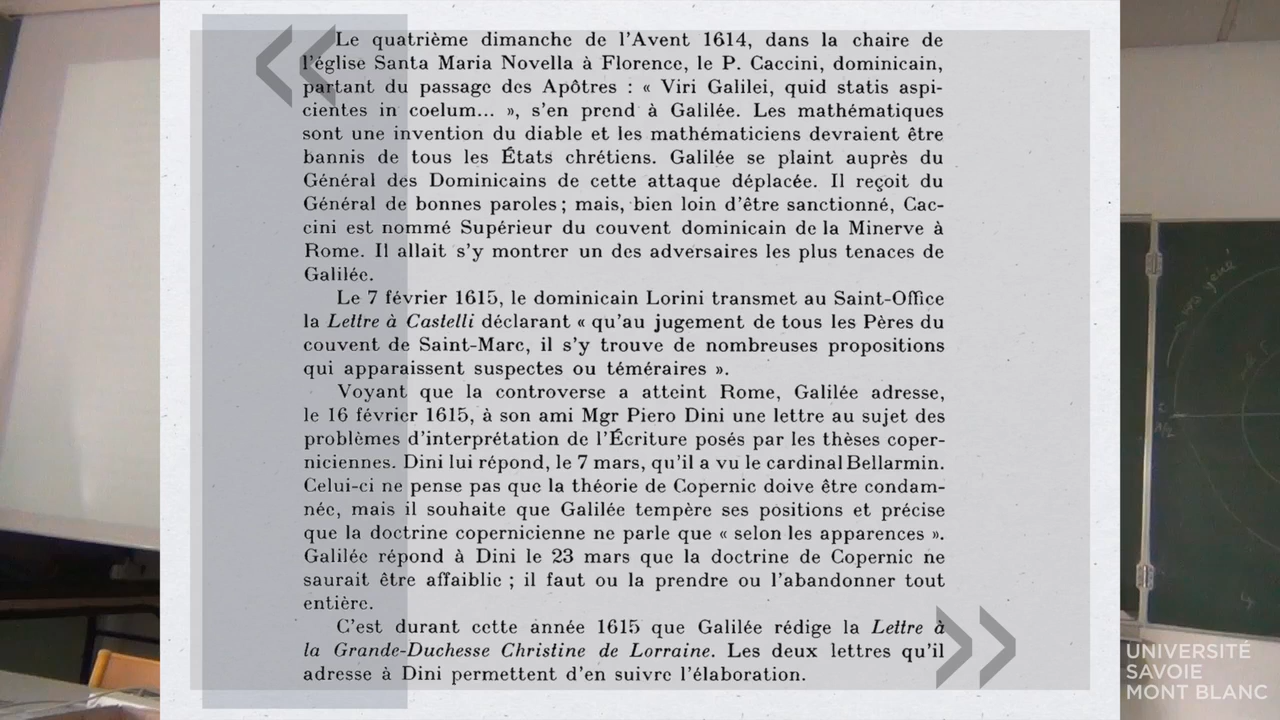 Le quatrième dimanche de l'Avent 1614, dans la chaire de
l'église Santa Maria Novella à Florence, le P. Caccini, dominicain,
partant du passage des Apôtres : « Viri Galilei, quid statis aspi-
cientes in coelum... », s'en prend à Galilée. Les mathématiques
sont une invention du diable et les mathématiciens devraient être
bannis de tous les États chrétiens. Galilée se plaint auprès du
Général des Dominicains de cette attaque déplacée. Il reçoit du
Général de bonnes paroles ; mais, bien loin d'être sanctionné, Cac-
cini est nommé Supérieur du couvent dominicain de la Minerve à
Rome. Il allait s'y montrer un des adversaires les plus tenaces de
Galilée.
Le 7 février 1615, le dominicain Lorini transmet au Saint-Office
la Lettre à Castelli déclarant « qu'au jugement de tous les Pères du
couvent de Saint-Marc, il s'y trouve de nombreuses propositions
qui apparaissent suspectes ou téméraires ».
Voyant que la controverse a atteint Rome, Galilée adresse,
le 16 février 1615, à son ami Mgr Piero Dini une lettre au sujet des
problèmes d'interprétation de l'Écriture posés par les thèses coper-
niciennes. Dini lui répond, le 7 mars, qu'il a vu le cardinal Bellarmin.
Celui-ci ne pense pas que la théorie de Copernic doive être condam-
née, mais il souhaite que Galilée tempère ses positions et précise
que la doctrine copernicienne ne parle que « selon les apparences ».
Galilée répond à Dini le 23 mars que la doctrine de Copernic ne
saurait être affaiblie ; il faut ou la prendre ou l'abandonner tout
entière.
C'est durant cette année 1615 que Galilée rédige la Lettre à
la Grande-Duchesse Christine de Lorraine. Les deux lettres qu'il
adresse à Dini permettent d'en suivre l'élaboration.
UNIVERSITÉ
SAVOIE
MONT BLANC